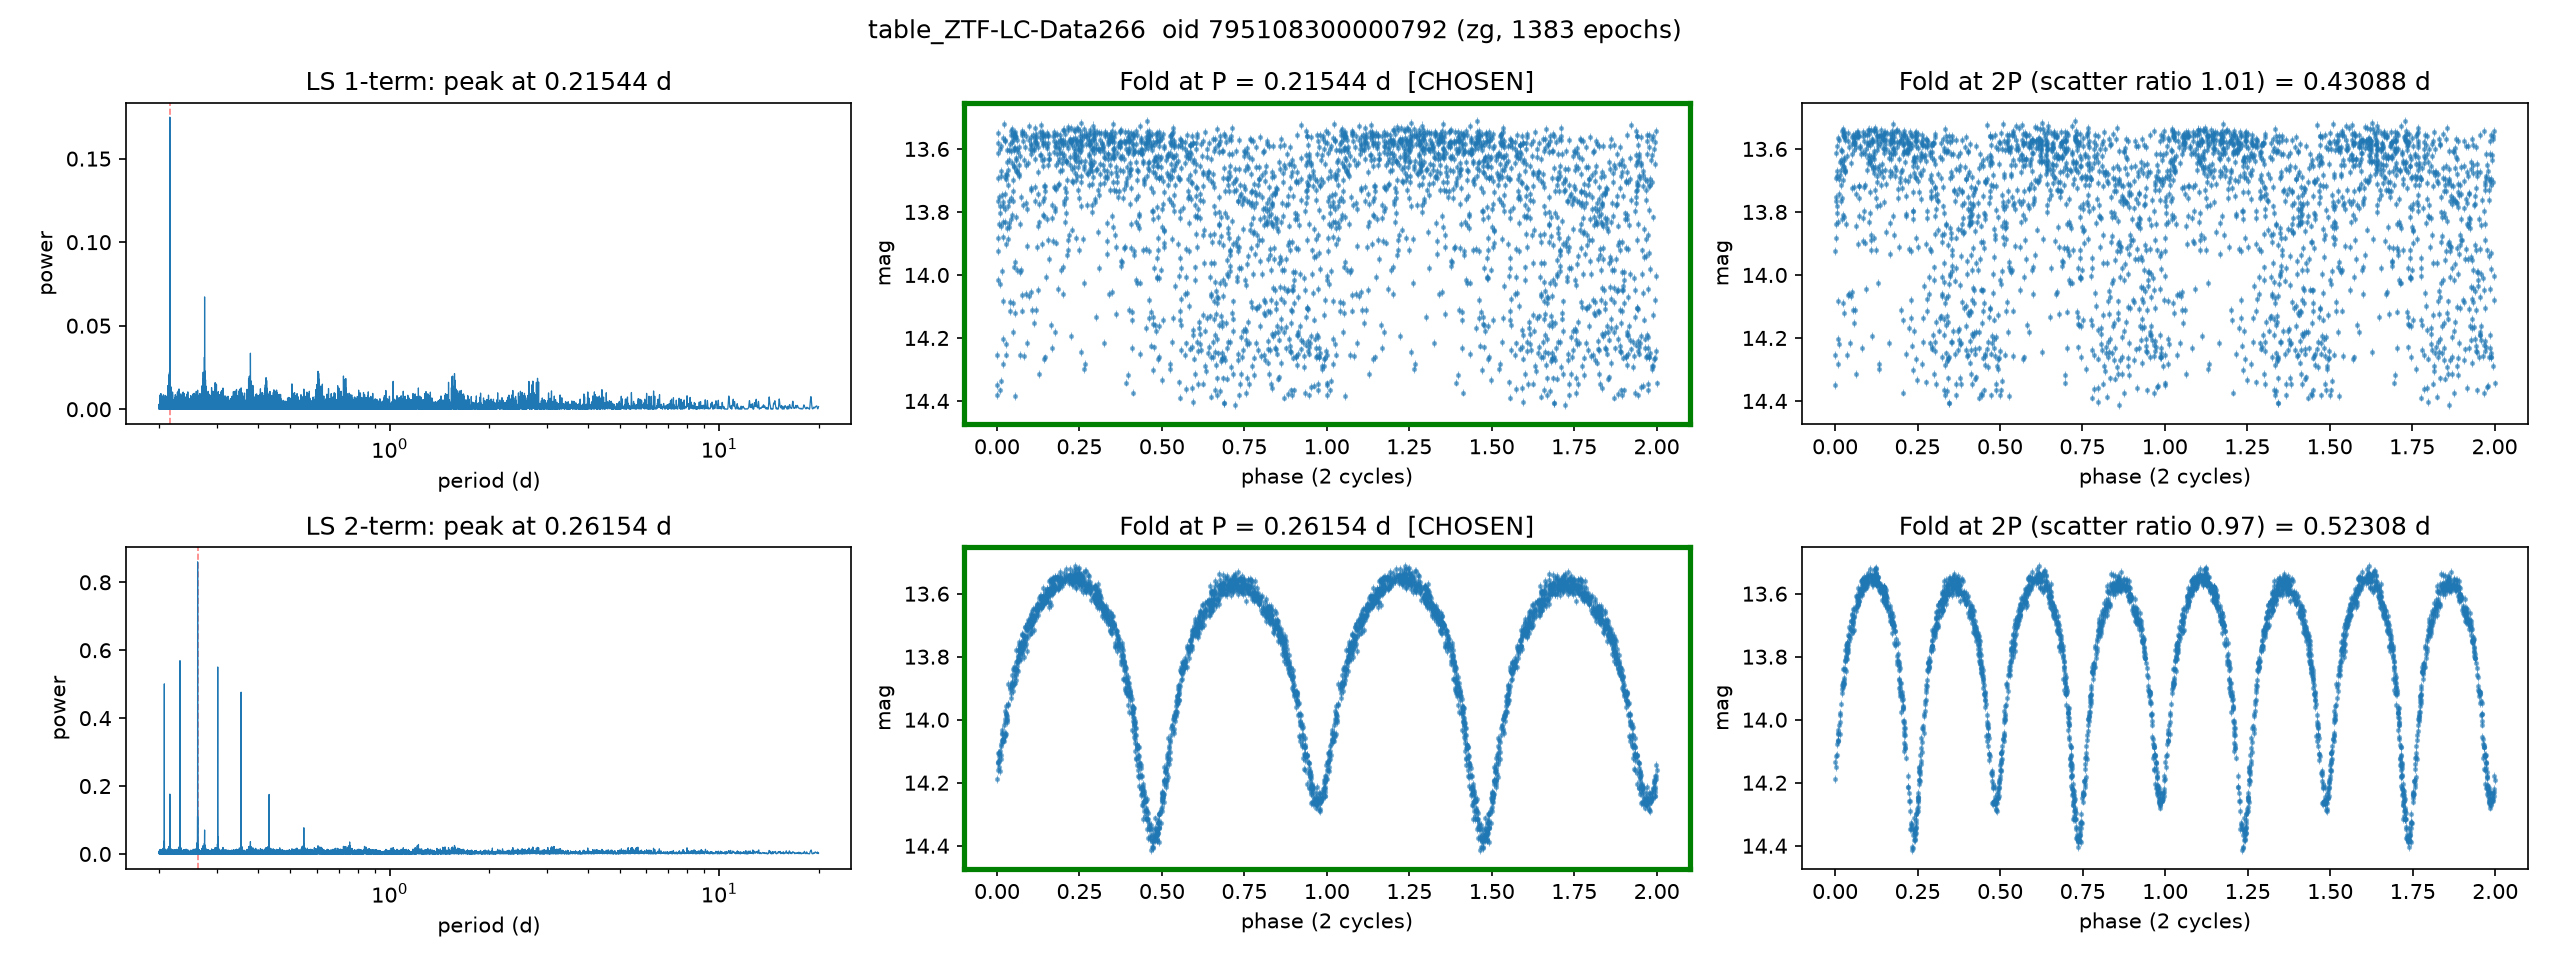 table_ZTF-LC-Data266  oid 795108300000792 (zg, 1383 epochs)
LS 1-term: peak at 0.21544 d
power
0.15
0.10
0.05
0.00
10⁰
10¹
period (d)
Fold at P = 0.21544 d  [CHOSEN]
mag
13.6
13.8
14.0
14.2
14.4
0.00 0.25 0.50 0.75 1.00 1.25 1.50 1.75 2.00
phase (2 cycles)
Fold at 2P (scatter ratio 1.01) = 0.43088 d
mag
13.6
13.8
14.0
14.2
14.4
0.00 0.25 0.50 0.75 1.00 1.25 1.50 1.75 2.00
phase (2 cycles)
LS 2-term: peak at 0.26154 d
power
0.8
0.6
0.4
0.2
0.0
10⁰
10¹
period (d)
Fold at P = 0.26154 d  [CHOSEN]
mag
13.6
13.8
14.0
14.2
14.4
0.00 0.25 0.50 0.75 1.00 1.25 1.50 1.75 2.00
phase (2 cycles)
Fold at 2P (scatter ratio 0.97) = 0.52308 d
mag
13.6
13.8
14.0
14.2
14.4
0.00 0.25 0.50 0.75 1.00 1.25 1.50 1.75 2.00
phase (2 cycles)